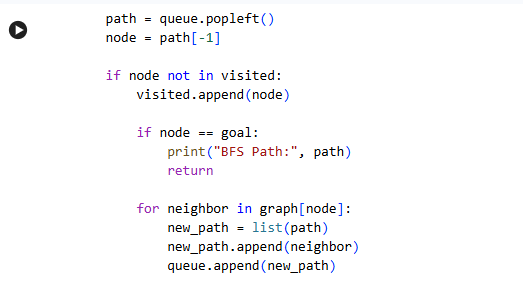 path = queue.popleft()
node = path[-1]
if node not in visited:
visited.append(node)
if node == goal:
print("BFS Path:", path)
return
for neighbor in graph[node]:
new_path = list(path)
new_path.append(neighbor)
queue.append(new_path)